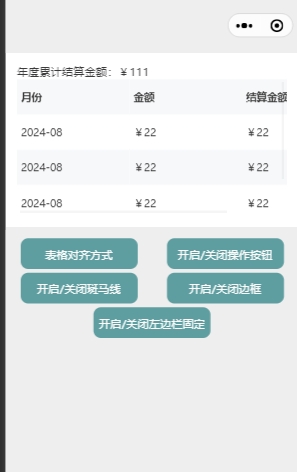 年度累计结算金额：￥111
月份 金额 结算金额
2024-08 ￥22 ￥22
2024-08 ￥22 ￥22
2024-08 ￥22 ￥22
表格对齐方式 开启/关闭操作按钮
开启/关闭斑马线 开启/关闭边框
开启/关闭左边栏固定